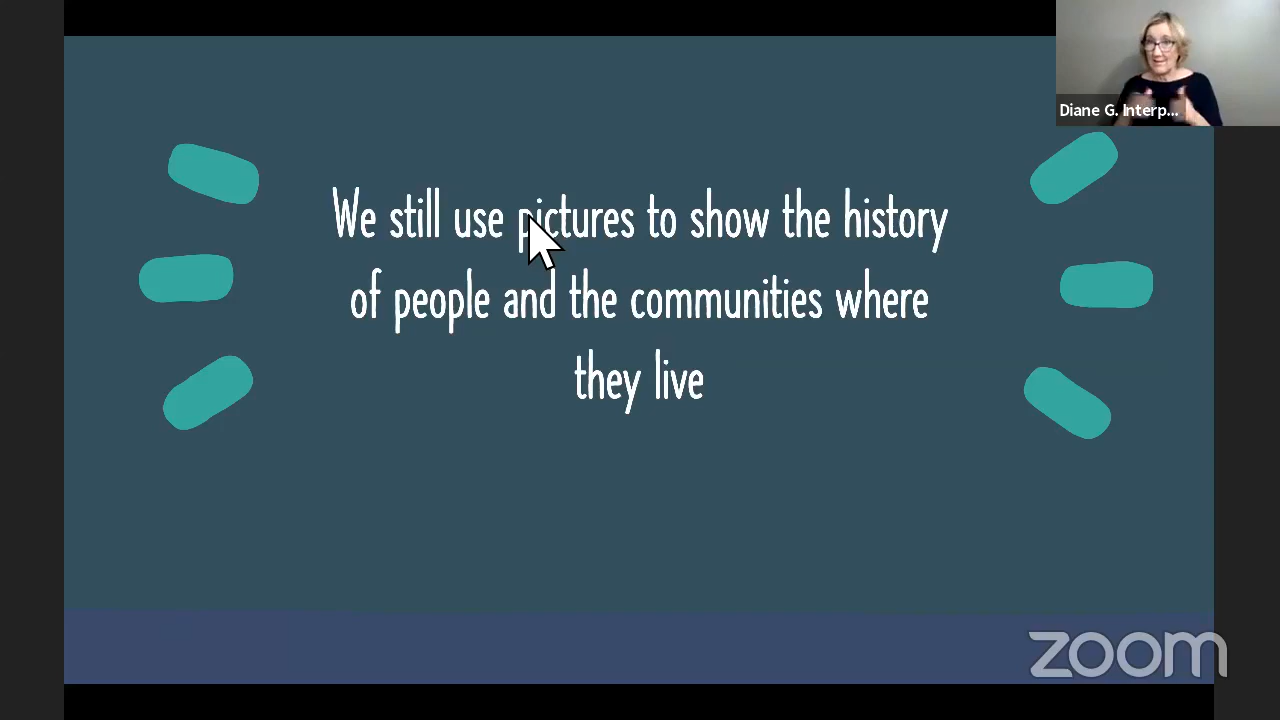 Diane G. Interp...
We still use pictures to show the history
of people and the communities where
they live
zoom